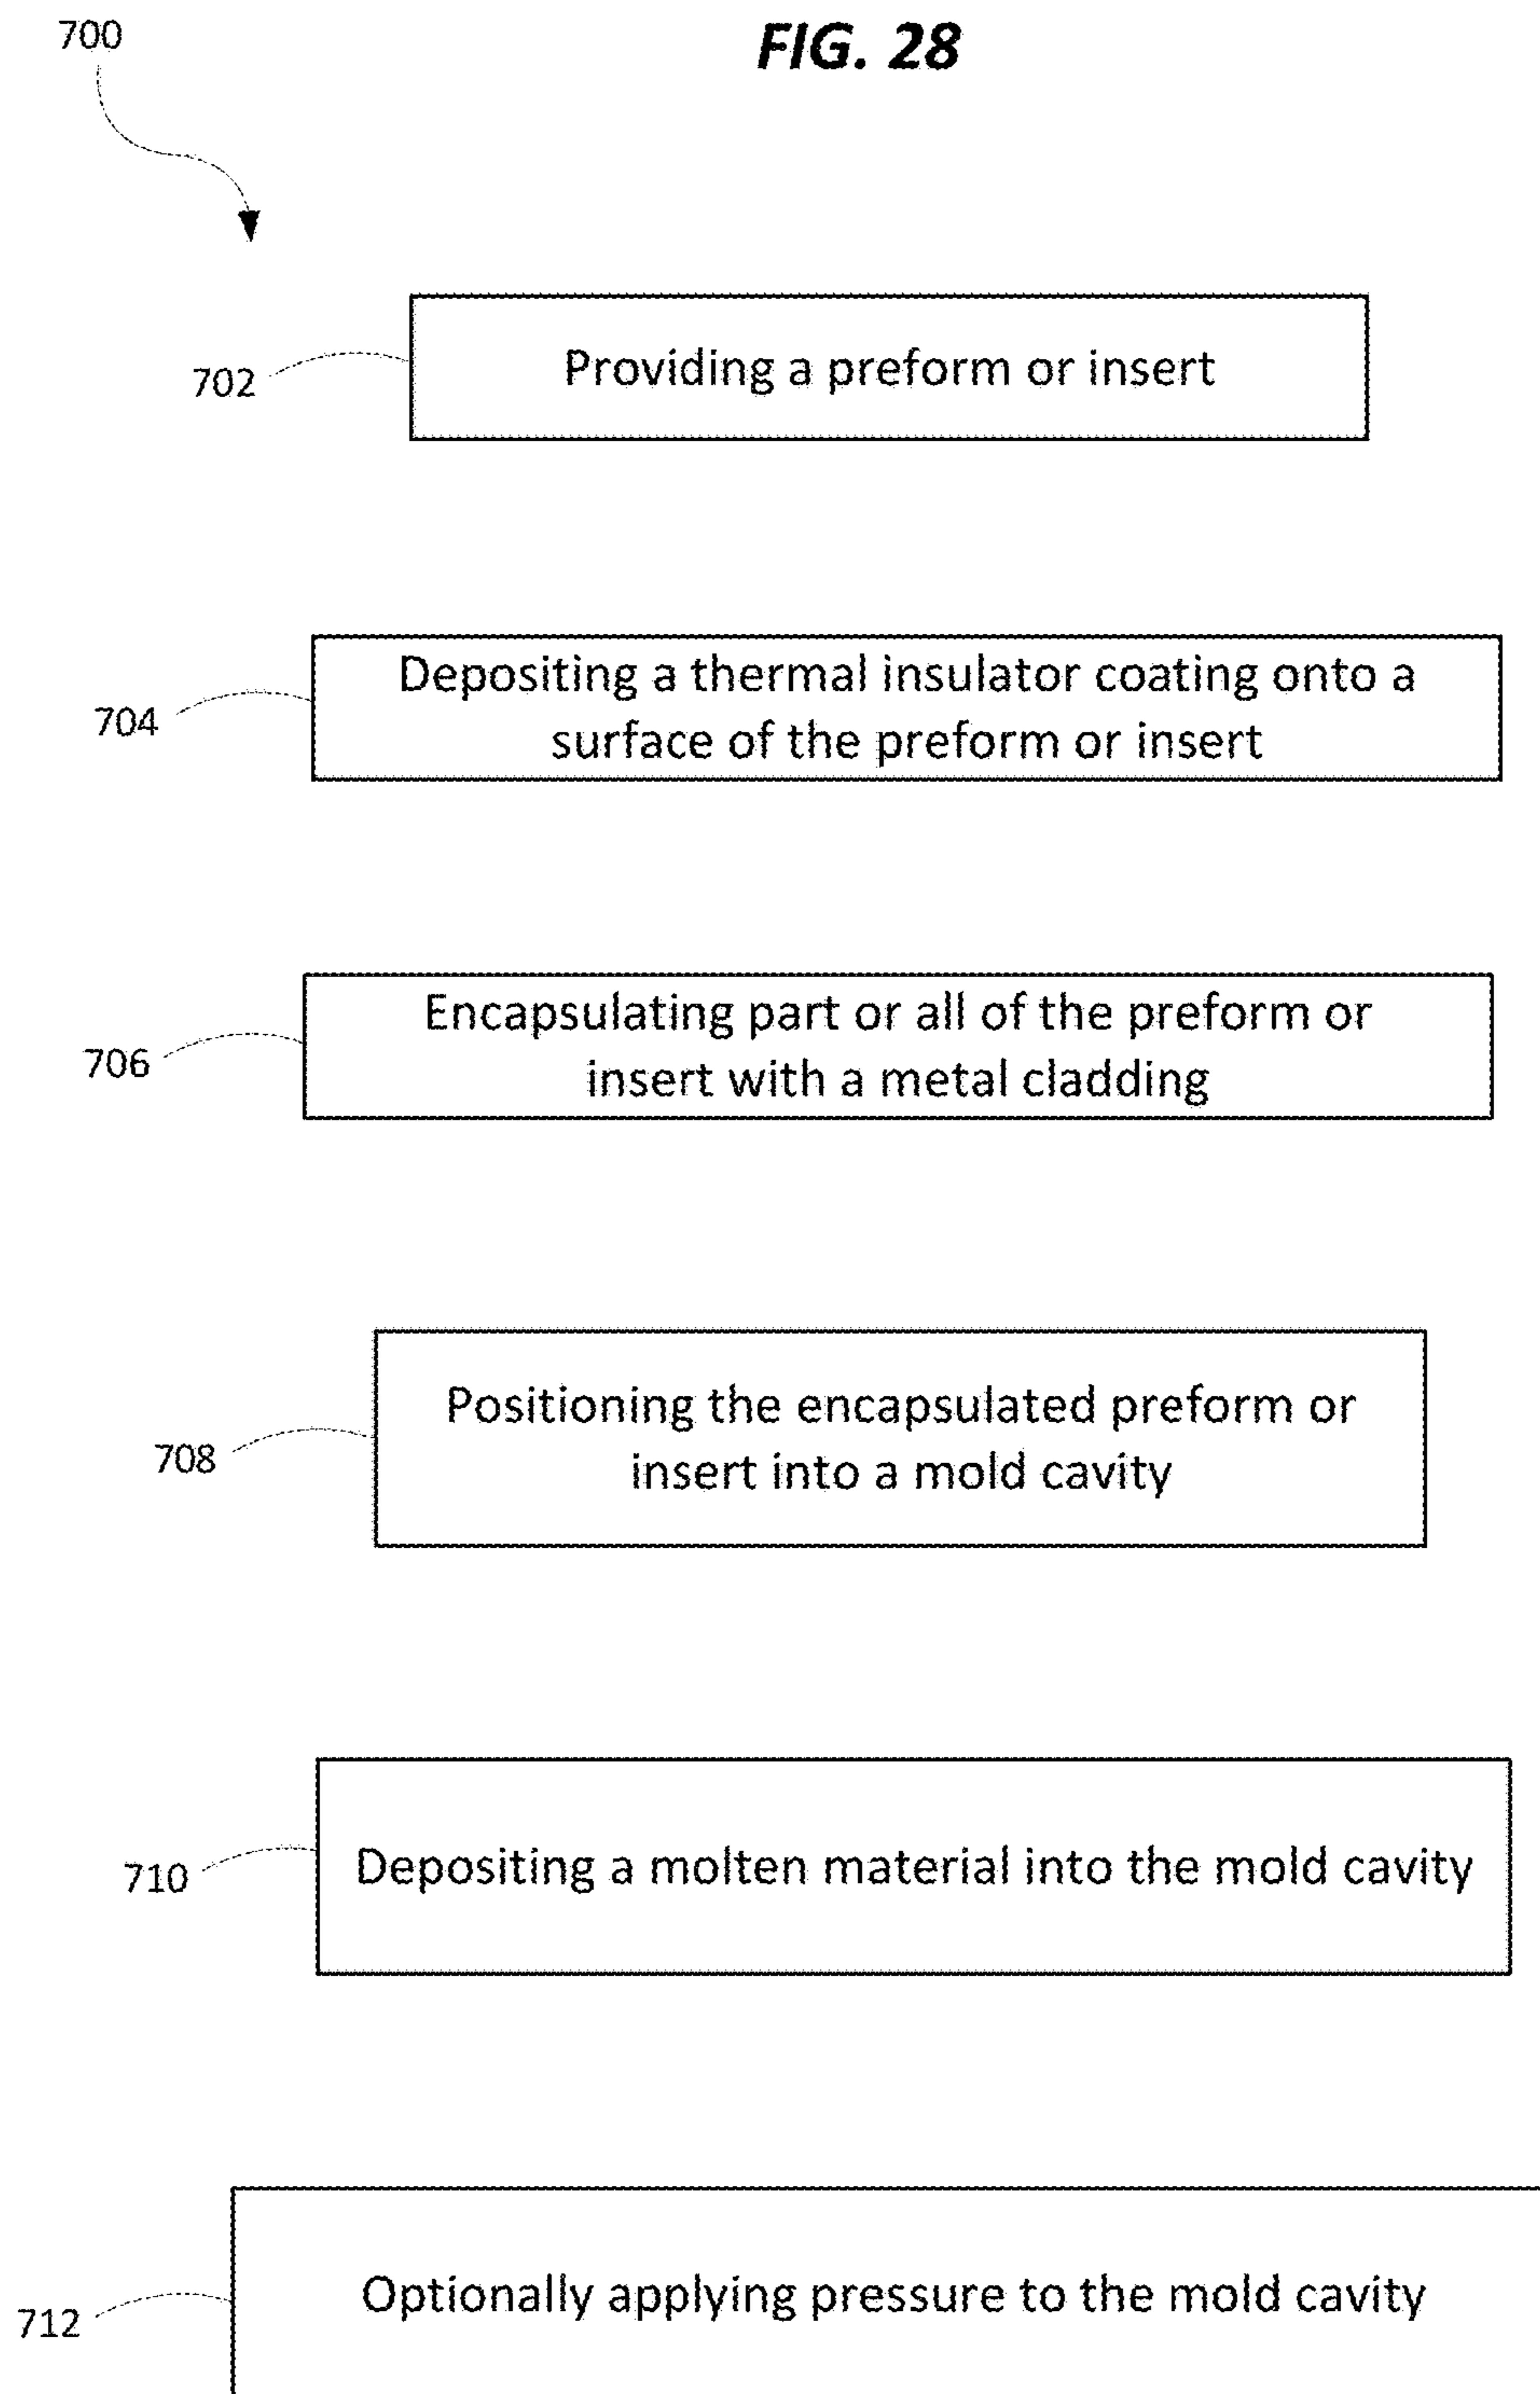 700
FIG. 28
702
Providing a preform or insert
704
Depositing a thermal insulator coating onto a
surface of the preform or insert
706
Encapsulating part or all of the preform or
insert with a metal cladding
708
Positioning the encapsulated preform or
insert into a mold cavity
710
Depositing a molten material into the mold cavity
712
Optionally applying pressure to the mold cavity